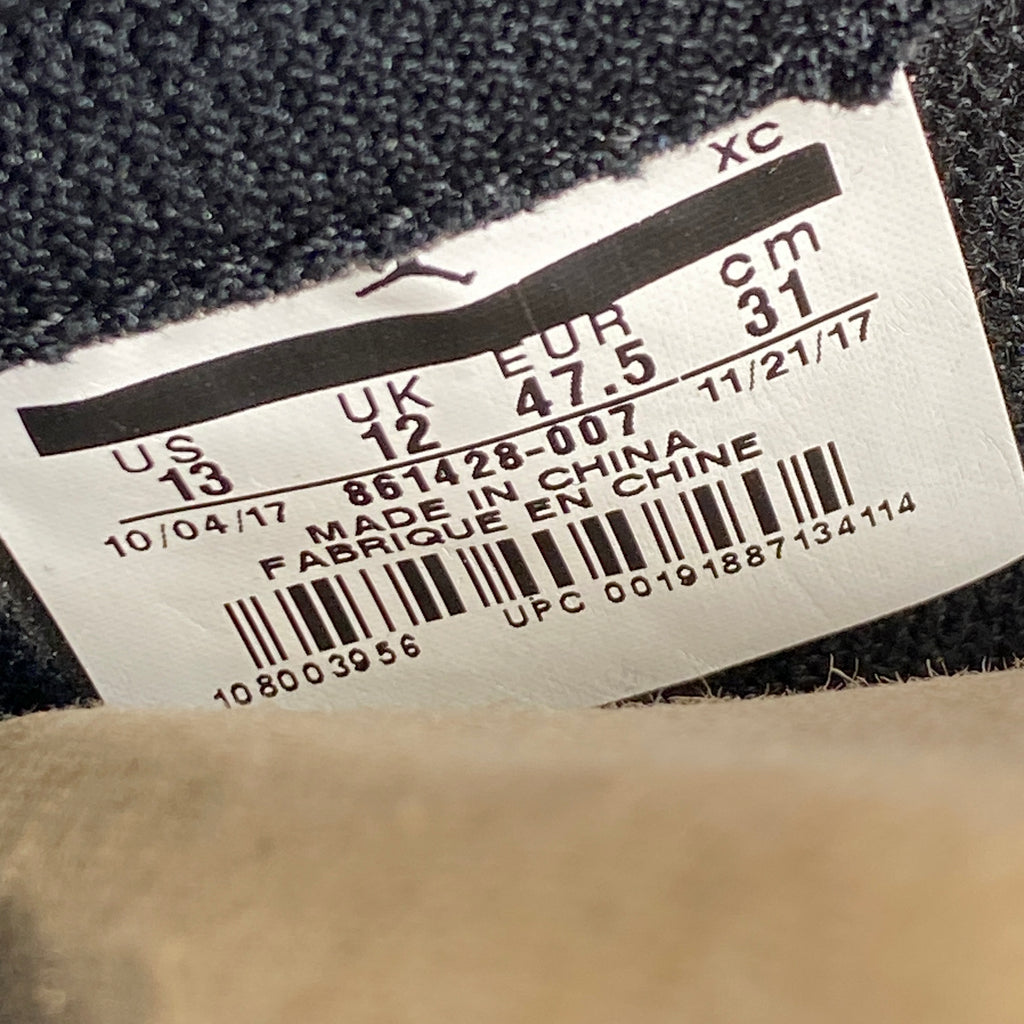 XC
US UK EUR cm
13 12 47.5 31
10/04/17 861428-007 11/21/17
MADE IN CHINA
FABRIQUE EN CHINE
108003956 UPC 00191887134114